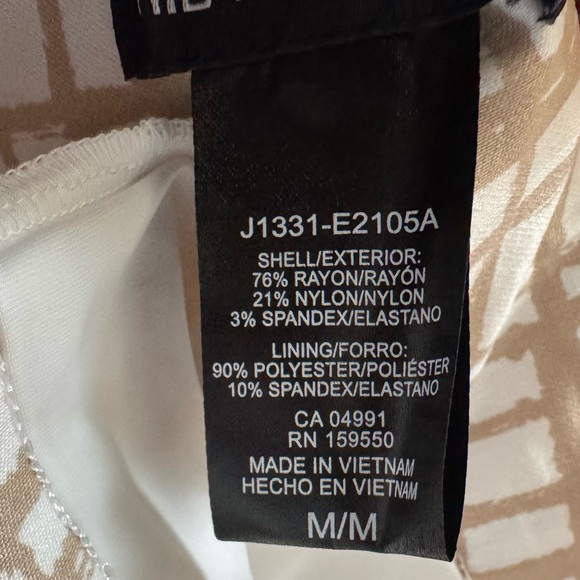 J1331-E2105A
SHELL/EXTERIOR:
76% RAYON/RAYÓN
21% NYLON/NYLON
3% SPANDEX/ELASTANO
LINING/FORRO:
90% POLYESTER/POLIÉSTER
10% SPANDEX/ELASTANO
CA 04991
RN 159550
MADE IN VIETNAM
HECHO EN VIETNAM
M/M